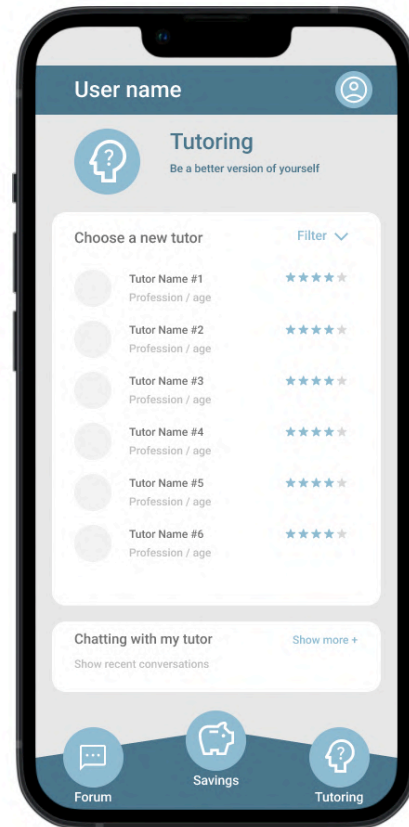 User name
Tutoring
Be a better version of yourself
Choose a new tutor
Filter
Tutor Name #1
Profession / age
Tutor Name #2
Profession / age
Tutor Name #3
Profession / age
Tutor Name #4
Profession / age
Tutor Name #5
Profession / age
Tutor Name #6
Profession / age
Chatting with my tutor
Show more +
Show recent conversations
Forum
Savings
Tutoring